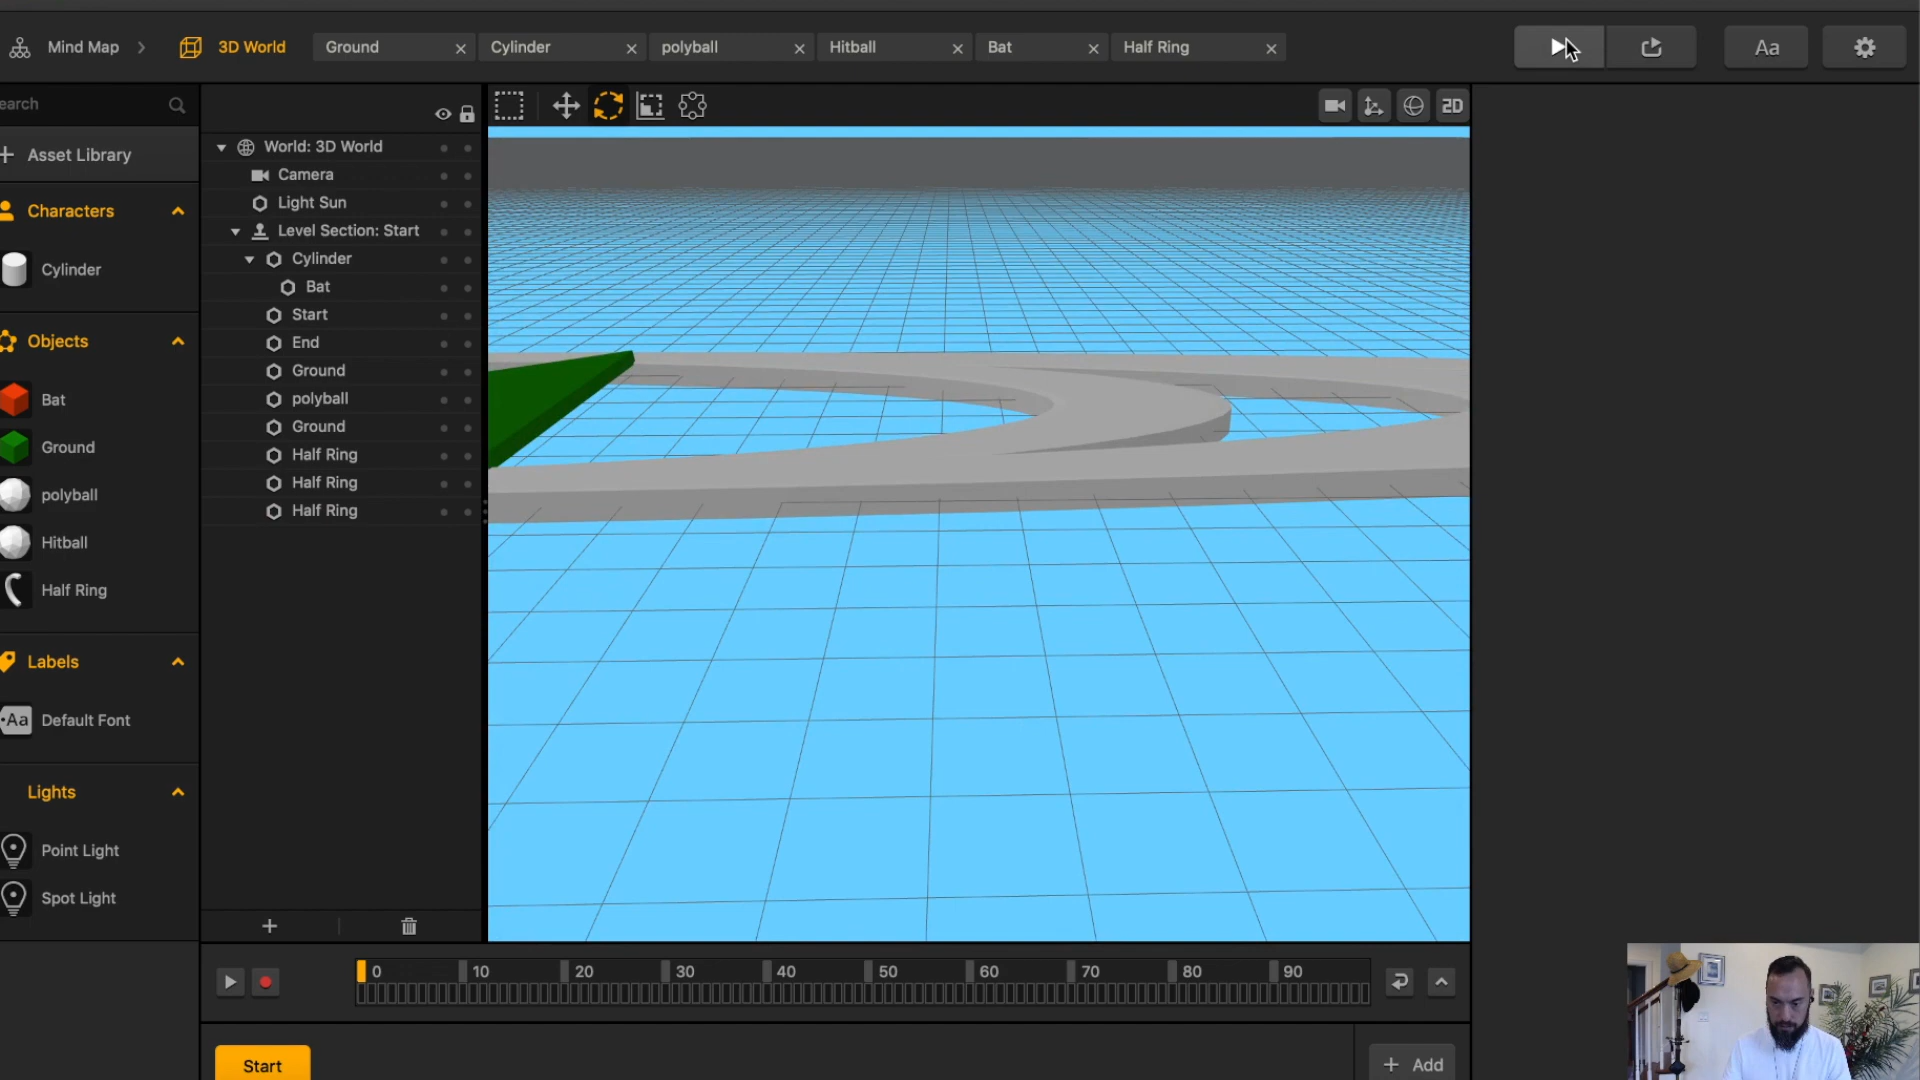 Mind Map
3D World
Ground
Cylinder
polyball
Hitball
Bat
Half Ring
Aa
earch
2D
Asset Library
World: 3D World
Camera
Light Sun
Level Section: Start
Cylinder
Bat
Start
End
Ground
polyball
Ground
Half Ring
Half Ring
Half Ring
Characters
Cylinder
Objects
Bat
Ground
polyball
Hitball
Half Ring
Labels
Aa Default Font
Lights
Point Light
Spot Light
0 10 20 30 40 50 60 70 80 90
Start
+ Add